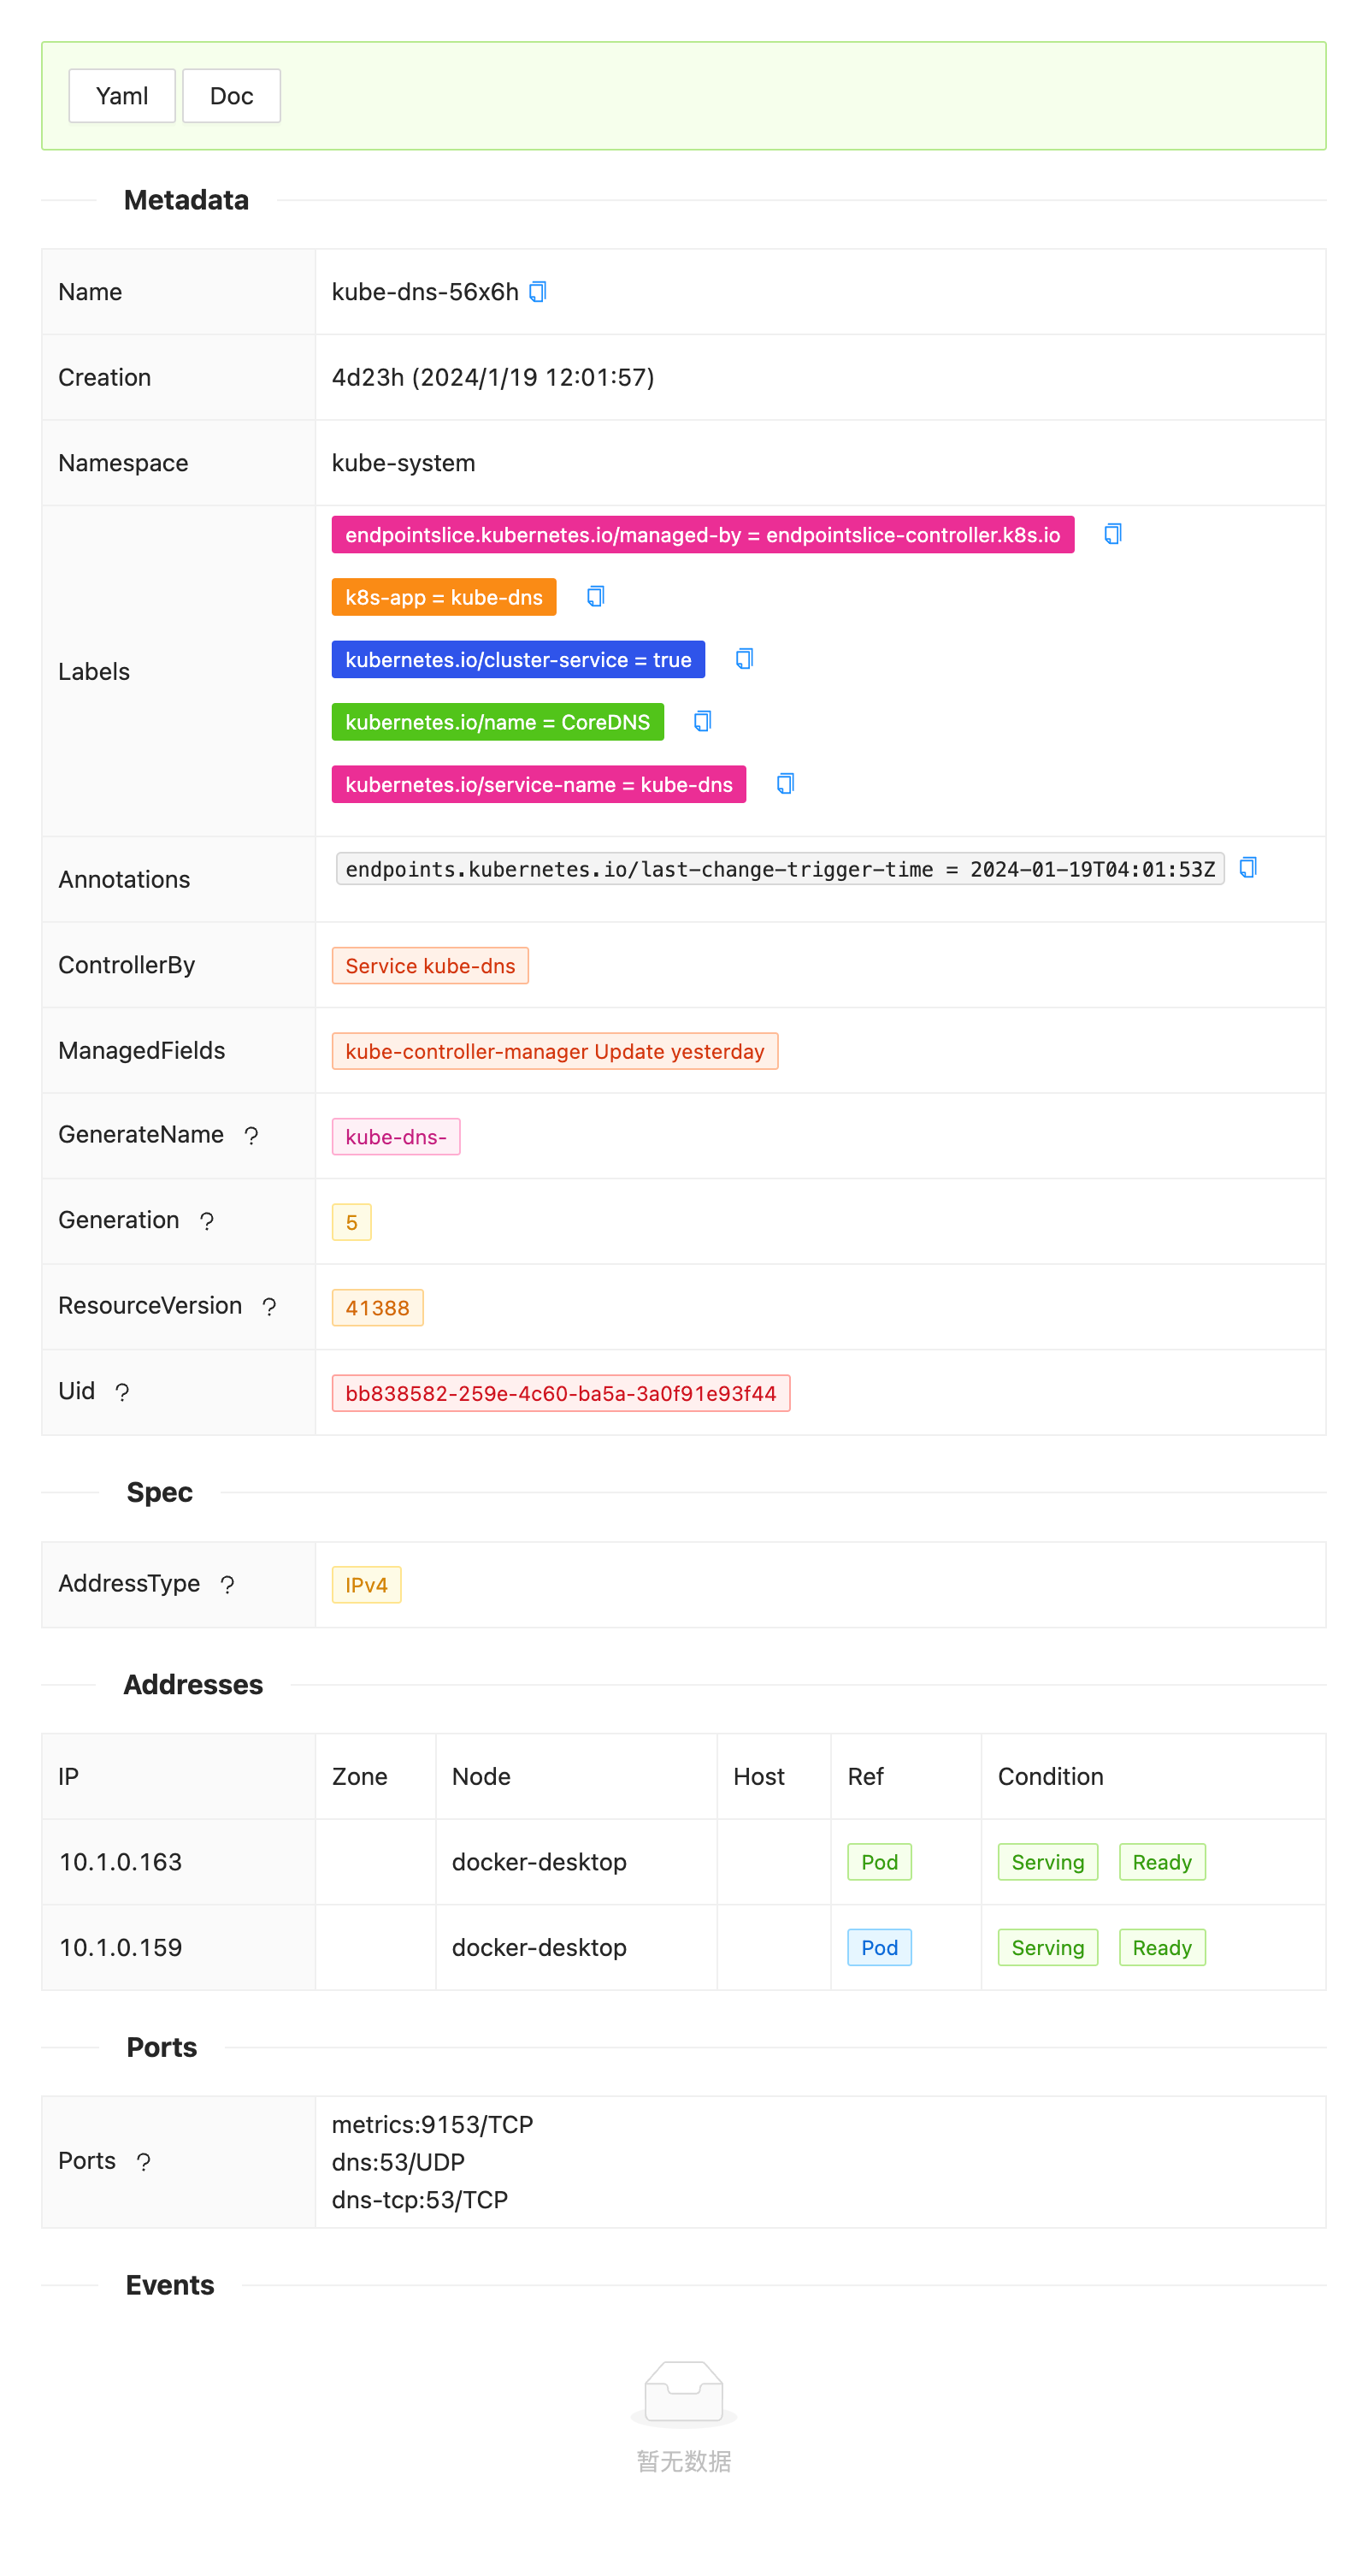 Yaml Doc
Metadata
Name kube-dns-56x6h
Creation 4d23h (2024/1/19 12:01:57)
Namespace kube-system
Labels
endpointslice.kubernetes.io/managed-by = endpointslice-controller.k8s.io
k8s-app = kube-dns
kubernetes.io/cluster-service = true
kubernetes.io/name = CoreDNS
kubernetes.io/service-name = kube-dns
Annotations endpoints.kubernetes.io/last-change-trigger-time = 2024-01-19T04:01:53Z
ControllerBy Service kube-dns
ManagedFields kube-controller-manager Update yesterday
GenerateName ? kube-dns-
Generation ? 5
ResourceVersion ? 41388
Uid ? bb838582-259e-4c60-ba5a-3a0f91e93f44
Spec
AddressType ? IPv4
Addresses
IP Zone Node Host Ref Condition
10.1.0.163 docker-desktop Pod Serving Ready
10.1.0.159 docker-desktop Pod Serving Ready
Ports
Ports ?
metrics:9153/TCP
dns:53/UDP
dns-tcp:53/TCP
Events
暂无数据